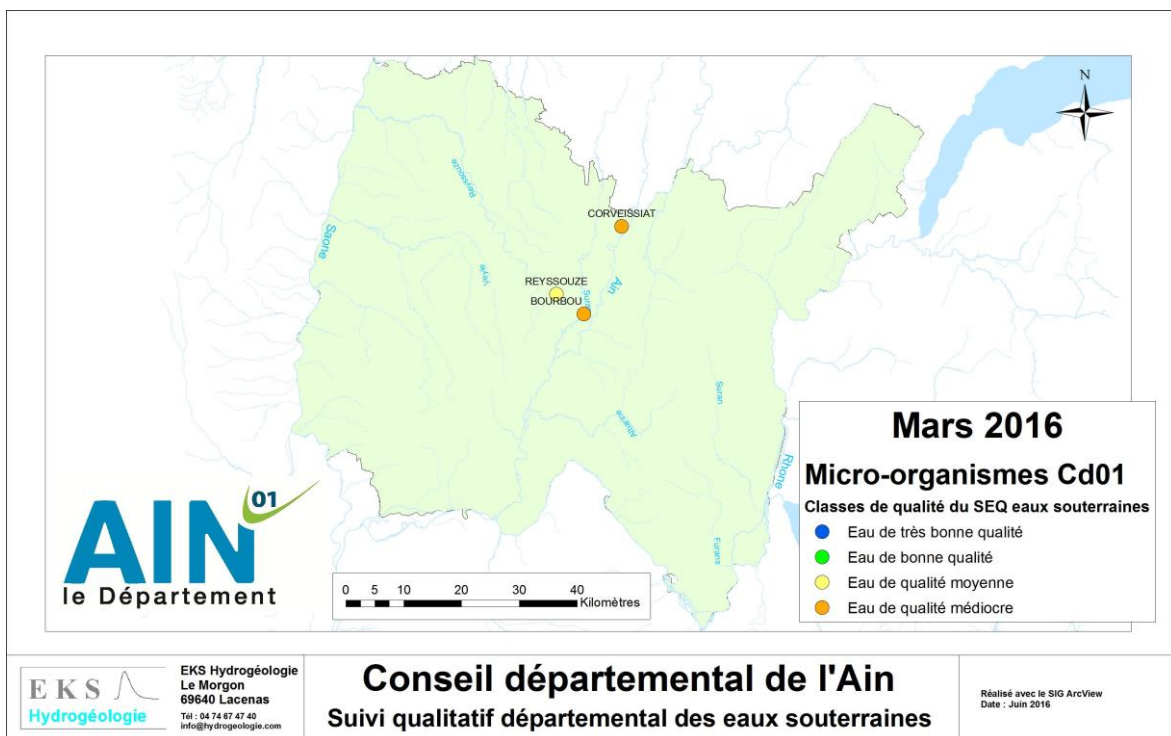 N
CORVEISSIAT
Reyssouze
Saone
Veyle
REYSSOUZE
BOURBOU
Ain
Suran
Albarine
Rhone
Furans
Mars 2016
Micro-organismes Cd01
Classes de qualité du SEQ eaux souterraines
Eau de très bonne qualité
Eau de bonne qualité
Eau de qualité moyenne
Eau de qualité médiocre
AIN 01
le Département
0 5 10 20 30 40
Kilomètres
EKS
Hydrogéologie
EKS Hydrogéologie
Le Morgon
69640 Lacenas
Tél : 04 74 67 47 40
info@hydrogeologie.com
Conseil départemental de l'Ain
Suivi qualitatif départemental des eaux souterraines
Réalisé avec le SIG ArcView
Date : Juin 2016